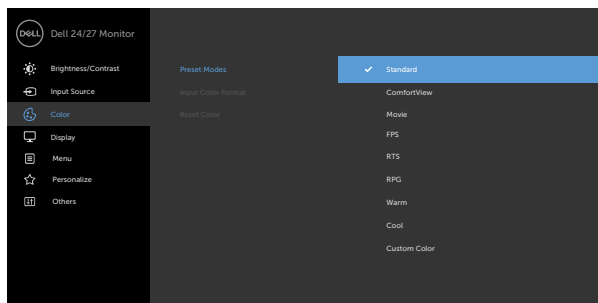 DELL
Dell 24/27 Monitor
Brightness/Contrast
Input Source
Color
Display
Menu
Personalize
Others
Preset Modes
Input Color Format
Reset Color
Standard
ComfortView
Movie
FPS
RTS
RPG
Warm
Cool
Custom Color